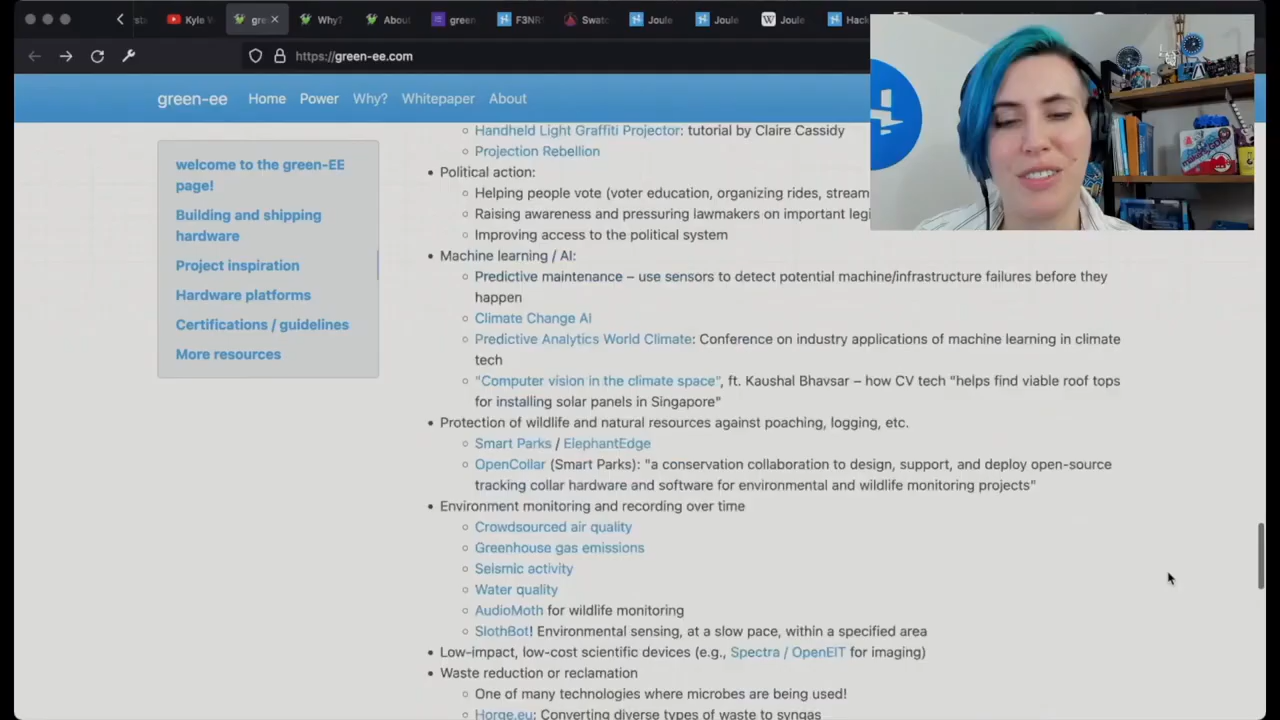 Kyle
gre
Why?
About
green
F3NR
Swatc
Joule
Joule
Joule
Hack
https://green-ee.com
green-ee Home Power Why? Whitepaper About
welcome to the green-EE
page!
Building and shipping
hardware
Project inspiration
Hardware platforms
Certifications / guidelines
More resources
Handheld Light Graffiti Projector: tutorial by Claire Cassidy
Projection Rebellion
Political action:
Helping people vote (voter education, organizing rides, stream
Raising awareness and pressuring lawmakers on important legi
Improving access to the political system
Machine learning / AI:
Predictive maintenance – use sensors to detect potential machine/infrastructure failures before they
happen
Climate Change AI
Predictive Analytics World Climate: Conference on industry applications of machine learning in climate
tech
"Computer vision in the climate space", ft. Kaushal Bhavsar – how CV tech "helps find viable roof tops
for installing solar panels in Singapore"
Protection of wildlife and natural resources against poaching, logging, etc.
Smart Parks / ElephantEdge
OpenCollar (Smart Parks): "a conservation collaboration to design, support, and deploy open-source
tracking collar hardware and software for environmental and wildlife monitoring projects"
Environment monitoring and recording over time
Crowdsourced air quality
Greenhouse gas emissions
Seismic activity
Water quality
AudioMoth for wildlife monitoring
SlothBot! Environmental sensing, at a slow pace, within a specified area
Low-impact, low-cost scientific devices (e.g., Spectra / OpenEIT for imaging)
Waste reduction or reclamation
One of many technologies where microbes are being used!
Horge.eu: Converting diverse types of waste to syngas